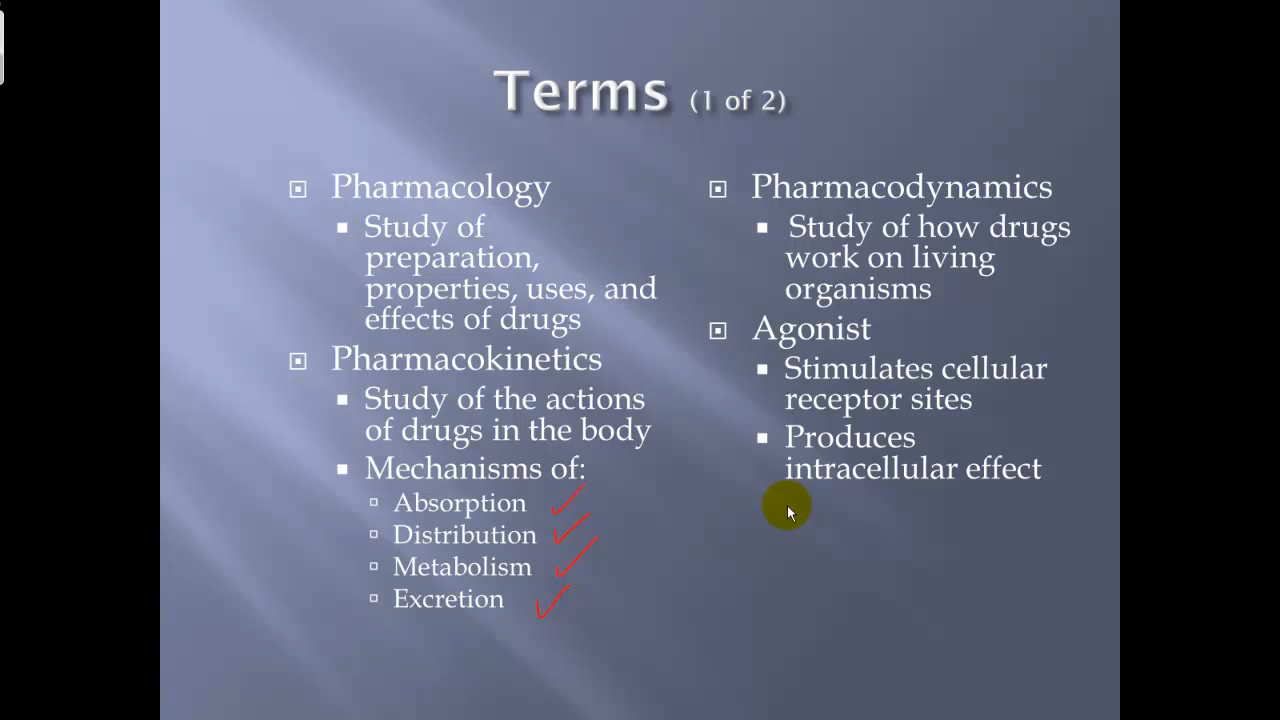 Terms (1 of 2)
Pharmacology
Study of
preparation,
properties, uses, and
effects of drugs
Pharmacokinetics
Study of the actions
of drugs in the body
Mechanisms of:
Absorption
Distribution
Metabolism
Excretion
Pharmacodynamics
Study of how drugs
work on living
organisms
Agonist
Stimulates cellular
receptor sites
Produces
intracellular effect